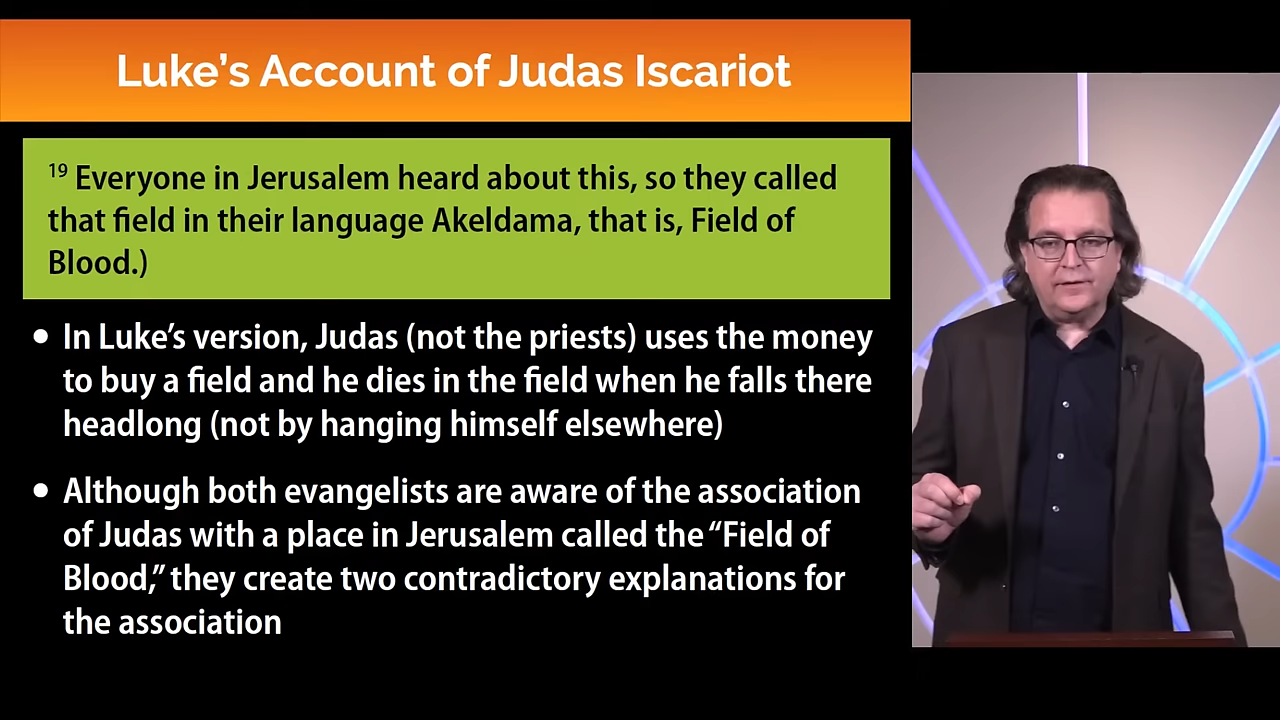 Luke’s Account of Judas Iscariot
19 Everyone in Jerusalem heard about this, so they called
that field in their language Akeldama, that is, Field of
Blood.)
• In Luke’s version, Judas (not the priests) uses the money
to buy a field and he dies in the field when he falls there
headlong (not by hanging himself elsewhere)
• Although both evangelists are aware of the association
of Judas with a place in Jerusalem called the “Field of
Blood,” they create two contradictory explanations for
the association